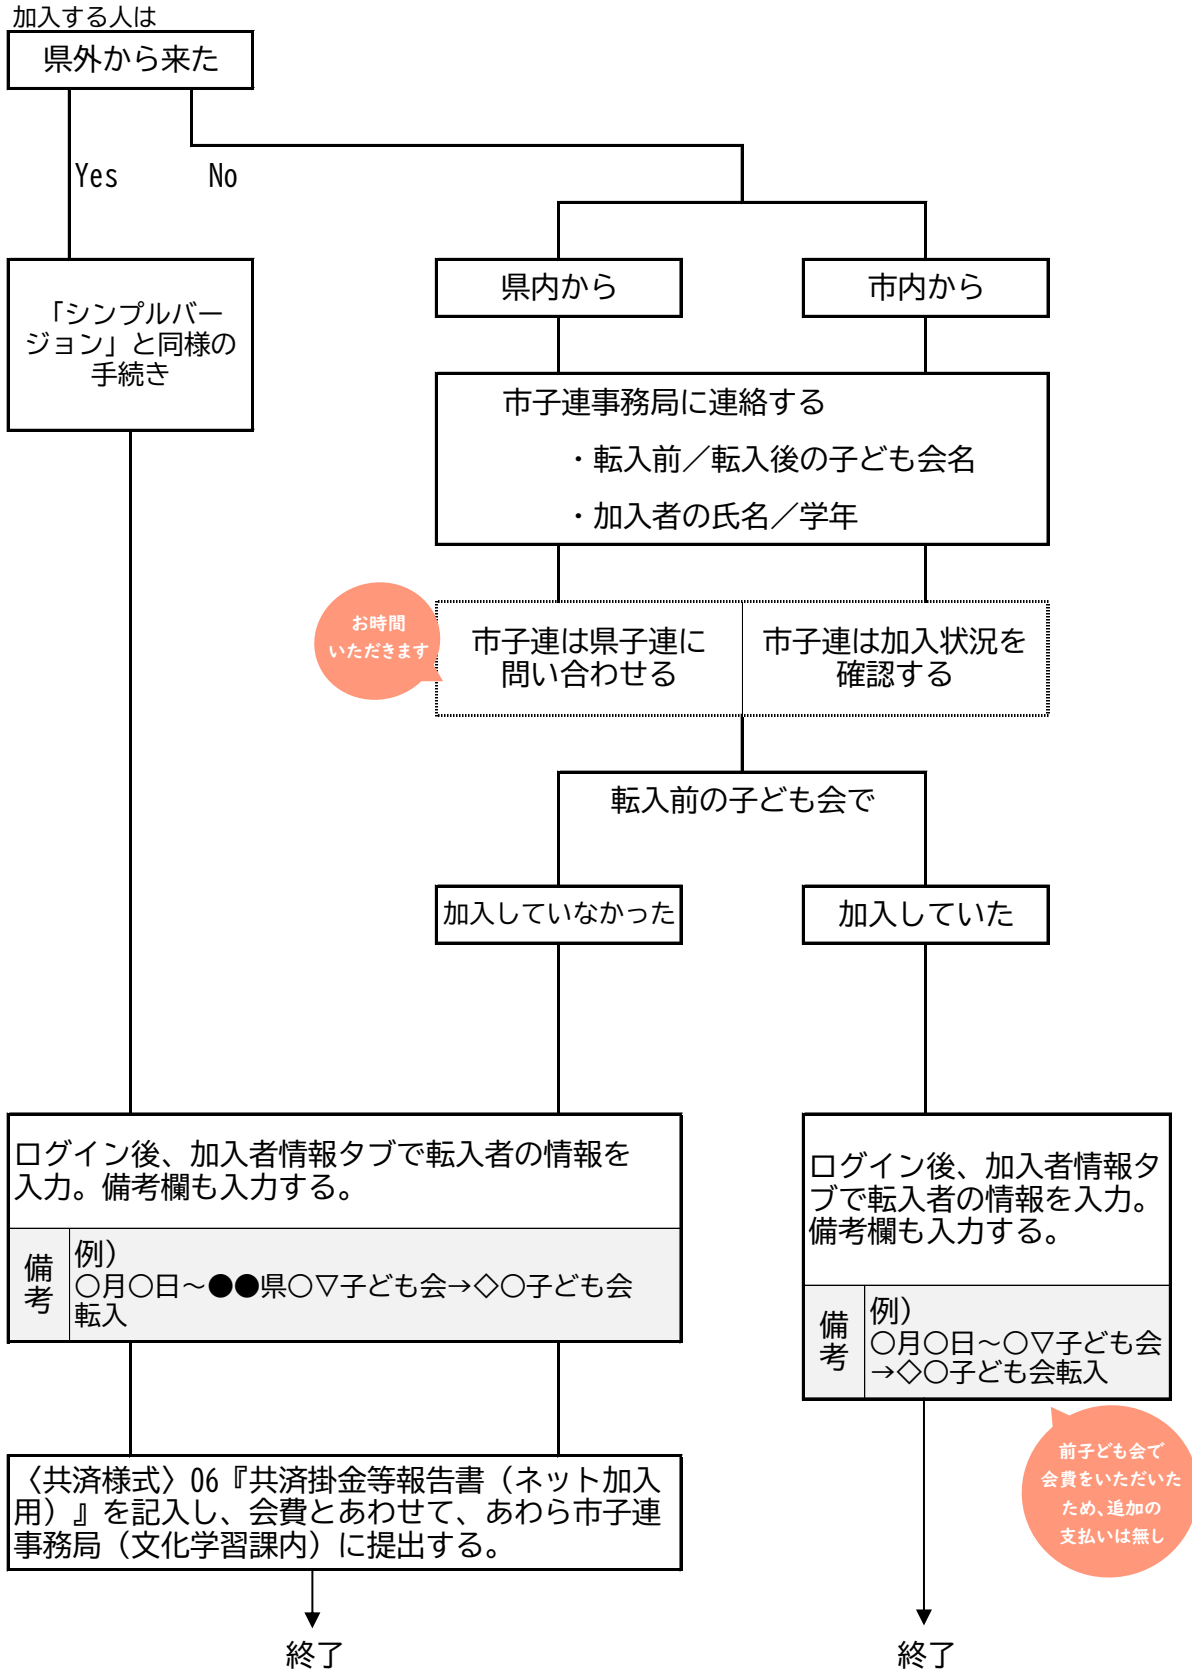 加入する人は
県外から来た
Yes
No
「シンプルバー
ジョン」と同様の
手続き
県内から
市内から
市子連事務局に連絡する
・転入前／転入後の子ども会名
・加入者の氏名／学年
お時間
いただきます
市子連は県子連に
問い合わせる
市子連は加入状況を
確認する
転入前の子ども会で
加入していなかった
加入していた
ログイン後、加入者情報タブで転入者の情報を
入力。備考欄も入力する。
備
考
例）
○月○日～●●県○▽子ども会→◇○子ども会
転入
ログイン後、加入者情報タ
ブで転入者の情報を入力。
備考欄も入力する。
備
考
例）
○月○日～○▽子ども会
→◇○子ども会転入
前子ども会で
会費をいただいた
ため、追加の
支払いは無し
〈共済様式〉06『共済掛金等報告書（ネット加入
用）』を記入し、会費とあわせて、あわら市子連
事務局（文化学習課内）に提出する。
終了
終了